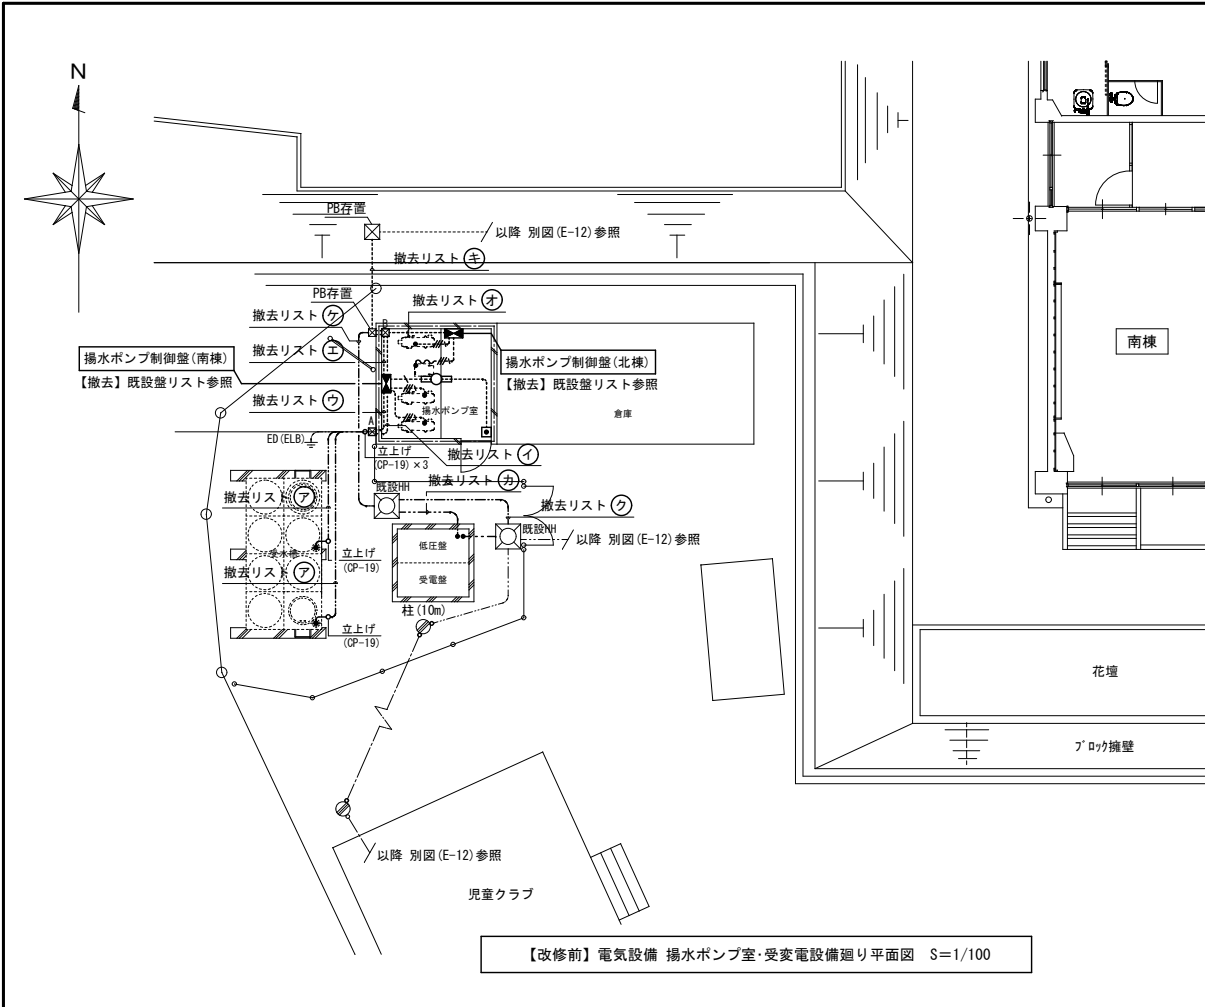 N
PB存置
以降 別図(E-12)参照
撤去リスト キ
PB存置
撤去リスト オ
撤去リスト ケ
B
揚水ポンプ制御盤(南棟)
【撤去】既設盤リスト参照
撤去リスト エ
揚水ポンプ制御盤(北棟)
【撤去】既設盤リスト参照
南棟
撤去リスト ウ
揚水ポンプ室
倉庫
A
ED(ELB)
立上げ
(CP-19)×3
撤去リスト イ
撤去リスト カ
既設HH
撤去リスト ア
撤去リスト ク
既設HH
以降 別図(E-12)参照
低圧盤
受電盤
受水槽
立上げ
(CP-19)
撤去リスト ア
柱(10m)
立上げ
(CP-19)
花壇
ブロック擁壁
以降 別図(E-12)参照
児童クラブ
【改修前】電気設備 揚水ポンプ室・受変電設備廻り平面図 S=1/100